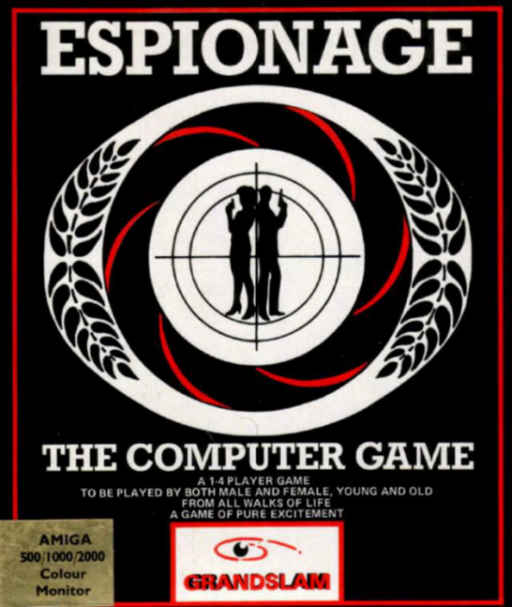 ESPIONAGE
THE COMPUTER GAME
A 1-4 PLAYER GAME
TO BE PLAYED BY BOTH MALE AND FEMALE, YOUNG AND OLD
FROM ALL WALKS OF LIFE
A GAME OF PURE EXCITEMENT
AMIGA
500/1000/2000
Colour
Monitor
GRANDSLAM